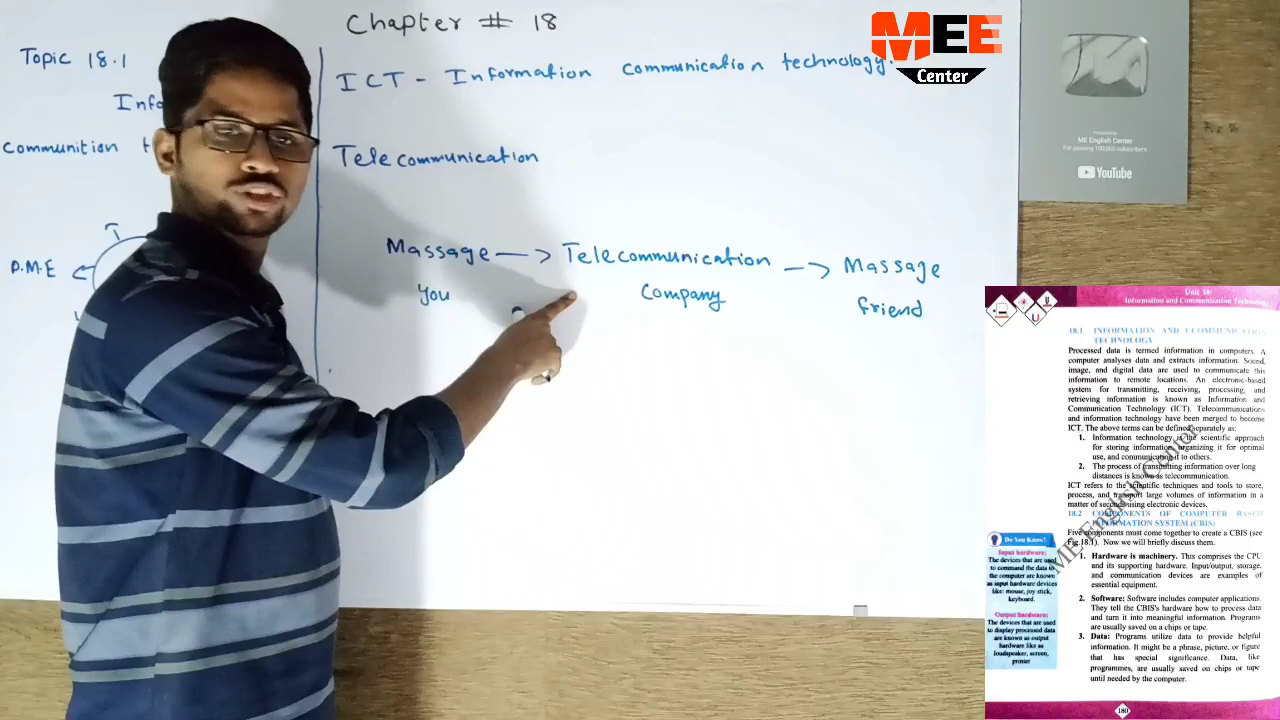 Chapter # 18
Topic 18.1
Communition
P.M.E
ICT - Information communication technology.
Telecommunication
Massage —> Telecommunication —> Massage
You Company friend
MEE
Center
Presented to
ME English Center
For passing 100,000 subscribers
YouTube
Unit 18:
Information and Communication Technology
18.1 INFORMATION AND CCOMMUNICATION
TECHNOLOGY
Processed data is termed information in computers. A
computer analyses data and extracts information. Sound,
image, and digital data are used to communicate this
information to remote locations. An electronic-based
system for transmitting, receiving, processing, and
retrieving information is known as Information and
Communication Technology (ICT). Telecommunications
and information technology have been merged to become
ICT. The above terms can be defined separately as:
1. Information technology is the scientific approach
for storing information organizing it for optimal
use, and communicating it to others.
2. The process of transmitting information over long
distances is known as telecommunication.
ICT refers to the scientific techniques and tools to store,
process, and transport large volumes of information in a
matter of seconds using electronic devices.
18.2 COMPONENTS OF COMPUTER BASED
INFORMATION SYSTEM (CBIS)
Five components must come together to create a CBIS (see
Fig.18.1). Now we will briefly discuss them.
1. Hardware is machinery. This comprises the CPU
and its supporting hardware. Input/output, storage,
and communication devices are examples of
essential equipment.
2. Software: Software includes computer applications.
They tell the CBIS's hardware how to process data
and turn it into meaningful information. Programs
are usually saved on a chips or tape.
3. Data: Programs utilize data to provide helpful
information. It might be a phrase, picture, or figure
that has special significance. Data, like
programmes, are usually saved on chips or tape
until needed by the computer.
Do You Know?
Input hardware:
The devices that are used
to command the data to
the computer are known
as input hardware devices
like: mouse, joy stick,
keyboard.
Output hardware:
The devices that are used
to display processed data
are known as output
hardware like as
loudspeaker, screen,
printer
ME English Center
180